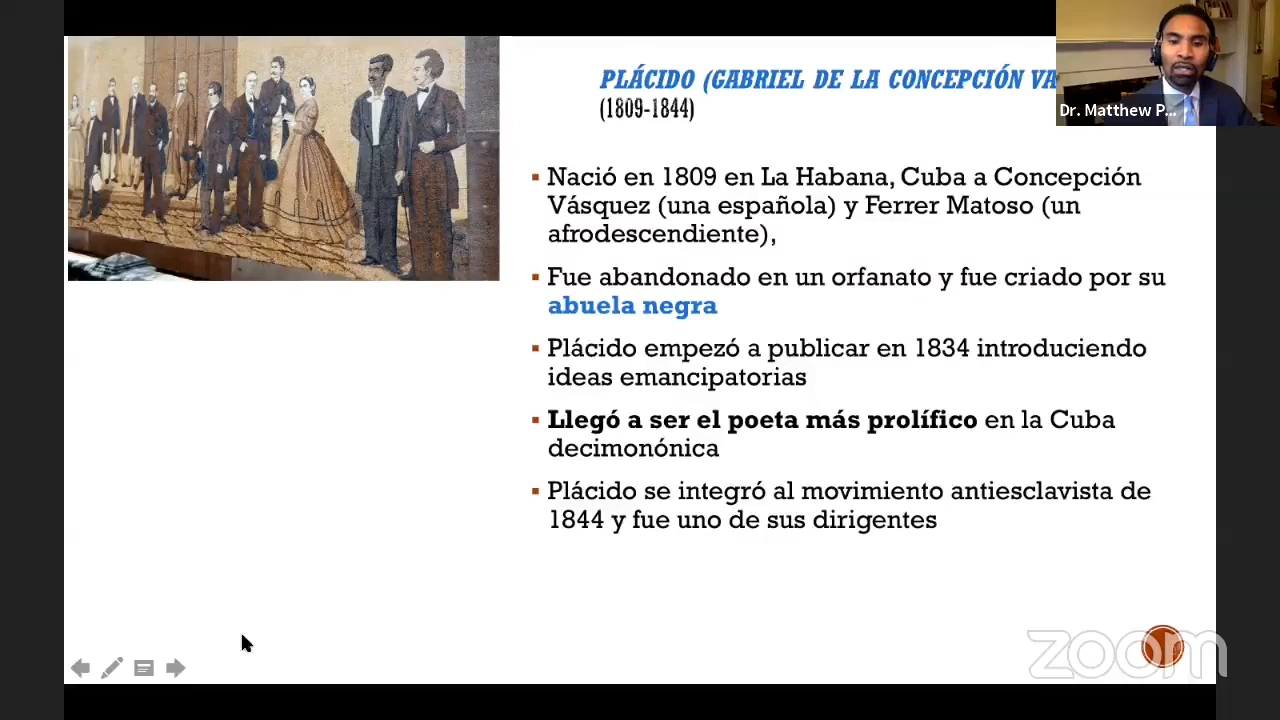 PLÁCIDO (GABRIEL DE LA CONCEPCIÓN VA
(1809-1844)
Dr. Matthew P...
▪ Nació en 1809 en La Habana, Cuba a Concepción
Vásquez (una española) y Ferrer Matoso (un
afrodescendiente),
▪ Fue abandonado en un orfanato y fue criado por su
abuela negra
▪ Plácido empezó a publicar en 1834 introduciendo
ideas emancipatorias
▪ Llegó a ser el poeta más prolífico en la Cuba
decimonónica
▪ Plácido se integró al movimiento antiesclavista de
1844 y fue uno de sus dirigentes
zoom